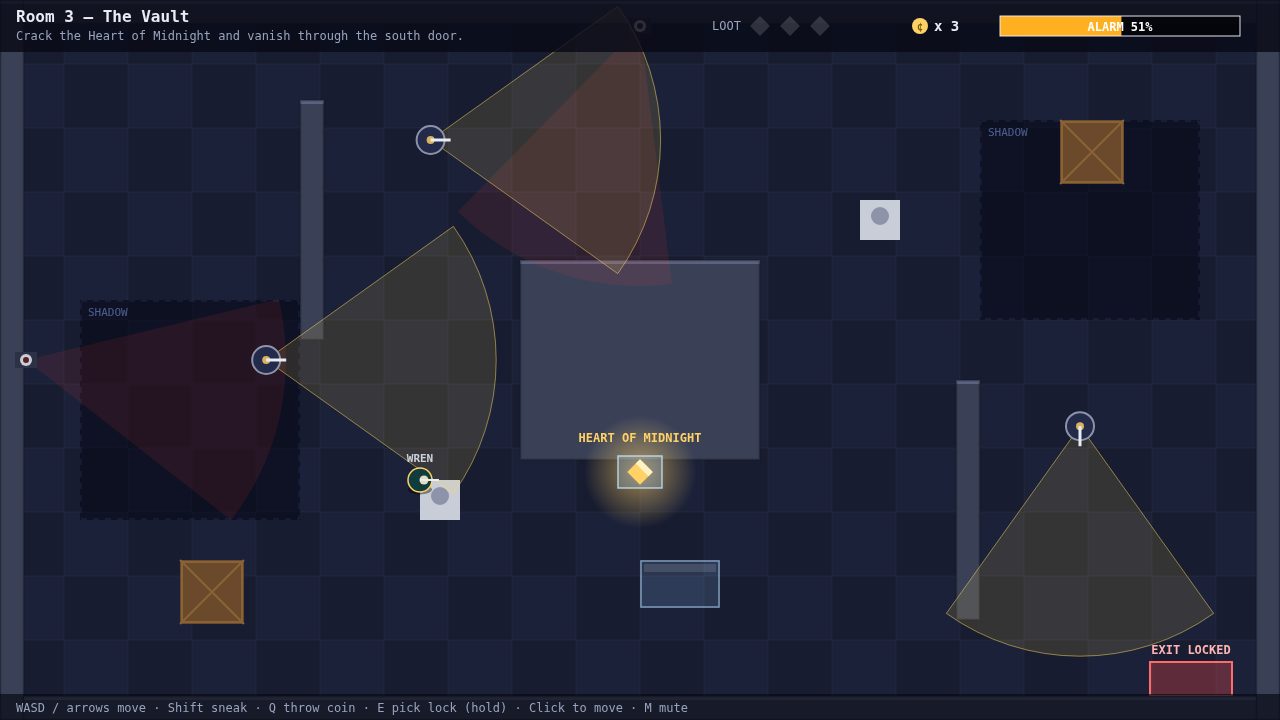 Room 3 — The Vault
Crack the Heart of Midnight and vanish through the south door.
LOOT
¢ x 3
ALARM 51%
SHADOW
SHADOW
HEART OF MIDNIGHT
WREN
EXIT LOCKED
WASD / arrows move · Shift sneak · Q throw coin · E pick lock (hold) · Click to move · M mute